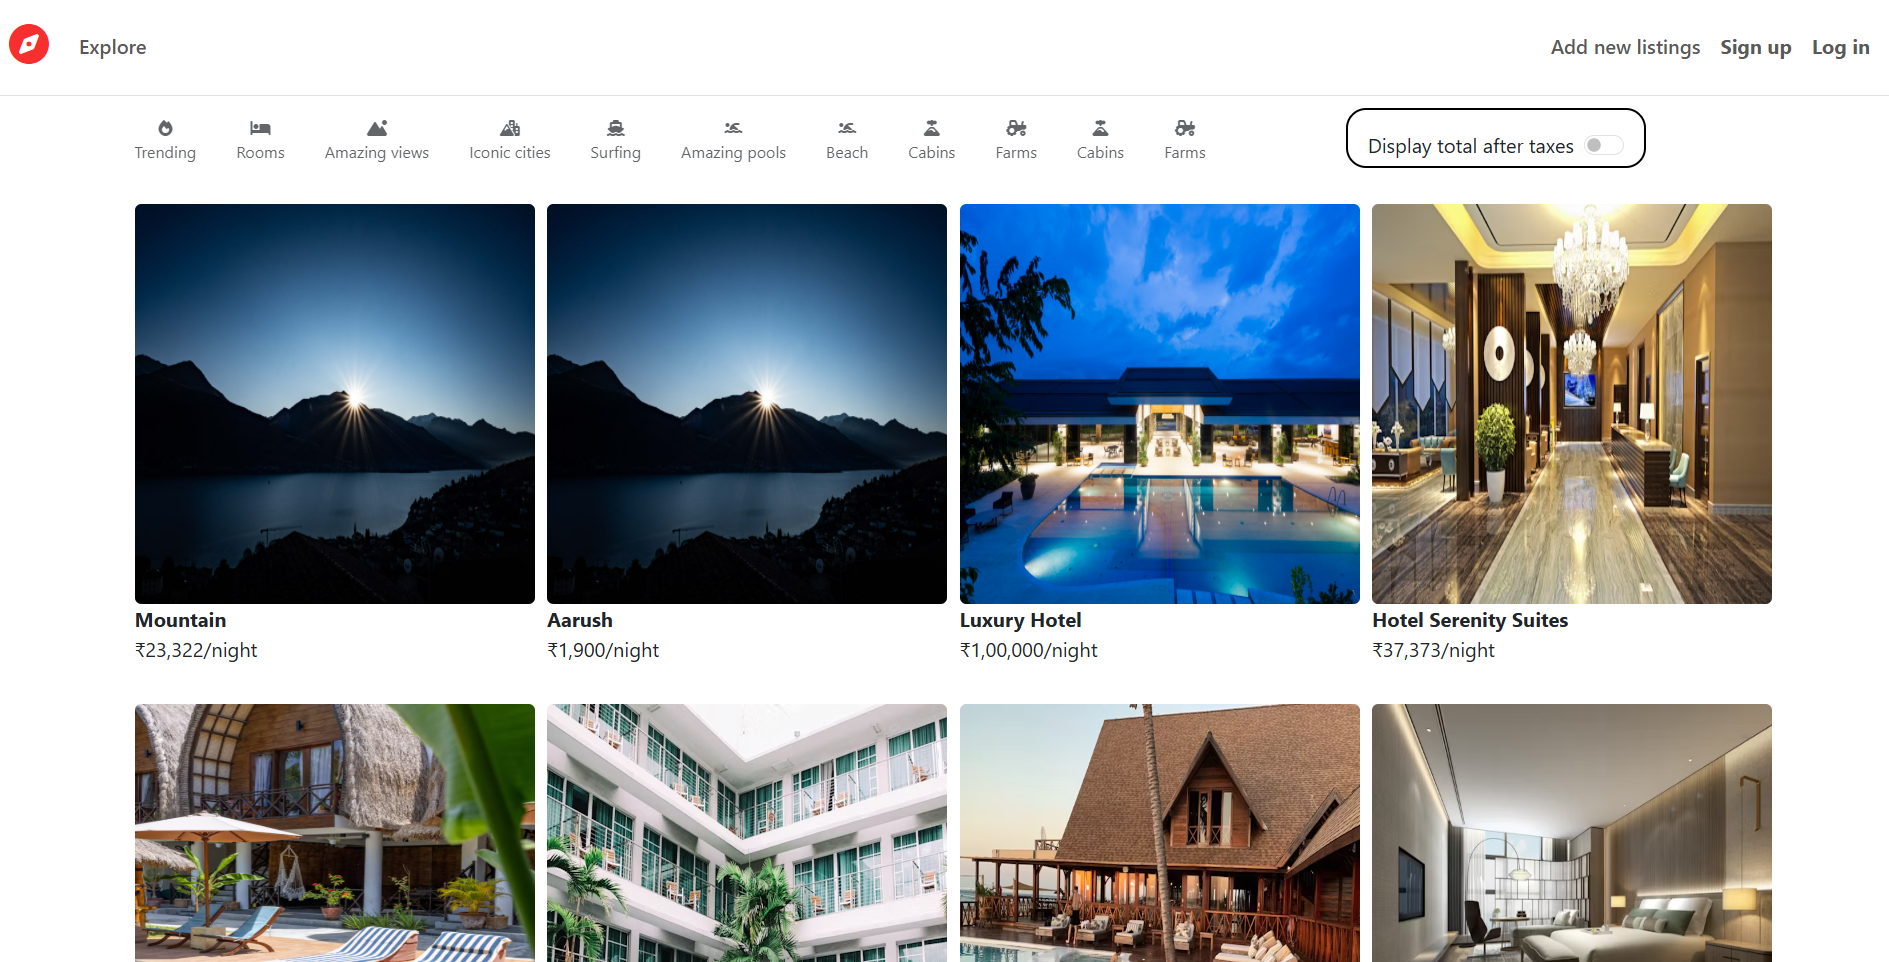 Explore
Add new listings
Sign up
Log in
Trending
Rooms
Amazing views
Iconic cities
Surfing
Amazing pools
Beach
Cabins
Farms
Cabins
Farms
Display total after taxes
Mountain
₹23,322/night
Aarush
₹1,900/night
Luxury Hotel
₹1,00,000/night
Hotel Serenity Suites
₹37,373/night